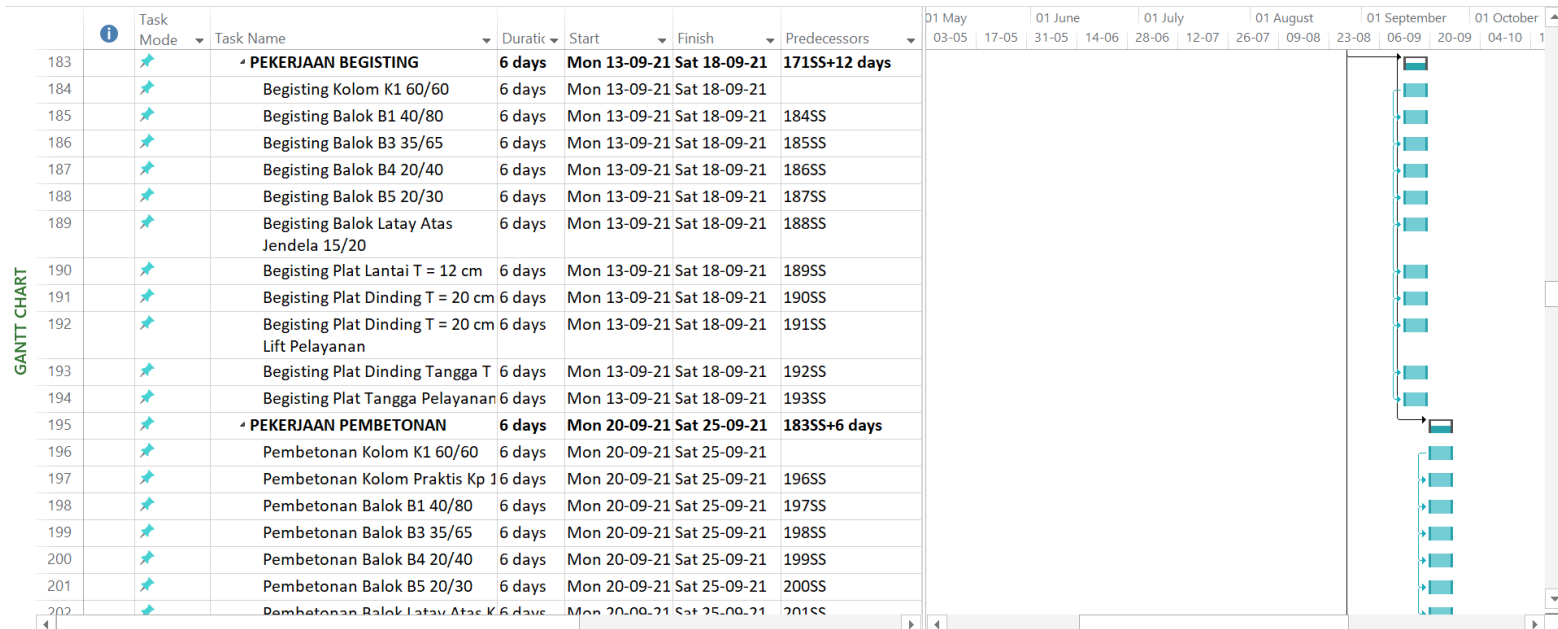 01 May 01 June 01 July 01 August 01 September 01 October
Task
Mode Task Name Duratic Start Finish Predecessors 03-05 17-05 31-05 14-06 28-06 12-07 26-07 09-08 23-08 06-09 20-09 04-10 1
183 PEKERJAAN BEGISTING 6 days Mon 13-09-21 Sat 18-09-21 171SS+12 days
184 Begisting Kolom K1 60/60 6 days Mon 13-09-21 Sat 18-09-21
185 Begisting Balok B1 40/80 6 days Mon 13-09-21 Sat 18-09-21 184SS
186 Begisting Balok B3 35/65 6 days Mon 13-09-21 Sat 18-09-21 185SS
187 Begisting Balok B4 20/40 6 days Mon 13-09-21 Sat 18-09-21 186SS
188 Begisting Balok B5 20/30 6 days Mon 13-09-21 Sat 18-09-21 187SS
189 Begisting Balok Latay Atas 6 days Mon 13-09-21 Sat 18-09-21 188SS
Jendela 15/20
190 Begisting Plat Lantai T = 12 cm 6 days Mon 13-09-21 Sat 18-09-21 189SS
191 Begisting Plat Dinding T = 20 cm 6 days Mon 13-09-21 Sat 18-09-21 190SS
192 Begisting Plat Dinding T = 20 cm 6 days Mon 13-09-21 Sat 18-09-21 191SS
Lift Pelayanan
193 Begisting Plat Dinding Tangga T 6 days Mon 13-09-21 Sat 18-09-21 192SS
194 Begisting Plat Tangga Pelayanan 6 days Mon 13-09-21 Sat 18-09-21 193SS
195 PEKERJAAN PEMBETONAN 6 days Mon 20-09-21 Sat 25-09-21 183SS+6 days
196 Pembetonan Kolom K1 60/60 6 days Mon 20-09-21 Sat 25-09-21
197 Pembetonan Kolom Praktis Kp 1 6 days Mon 20-09-21 Sat 25-09-21 196SS
198 Pembetonan Balok B1 40/80 6 days Mon 20-09-21 Sat 25-09-21 197SS
199 Pembetonan Balok B3 35/65 6 days Mon 20-09-21 Sat 25-09-21 198SS
200 Pembetonan Balok B4 20/40 6 days Mon 20-09-21 Sat 25-09-21 199SS
201 Pembetonan Balok B5 20/30 6 days Mon 20-09-21 Sat 25-09-21 200SS
202 Pembetonan Balok Latay Atas K 6 days Mon 20-09-21 Sat 25-09-21 201SS
GANTT CHART